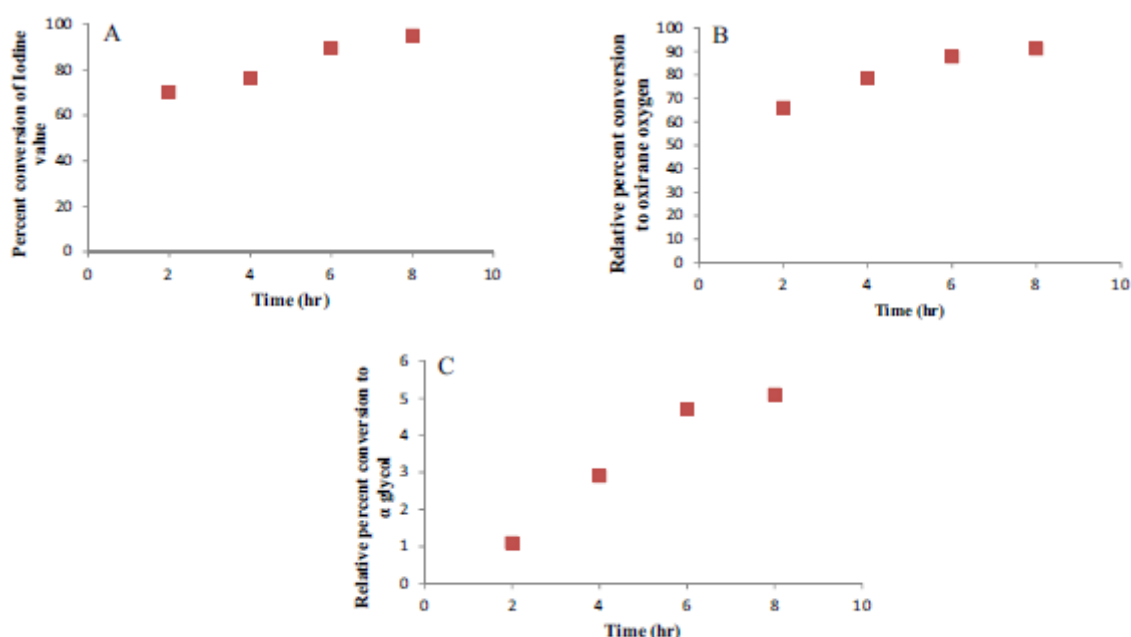 A
Percent conversion of Iodine
value
100
80
60
40
20
0
0 2 4 6 8 10
Time (hr)
B
Relative percent conversion
to oxirane oxygen
100
90
80
70
60
50
40
30
20
10
0
0 2 4 6 8 10
Time (hr)
C
Relative percent conversion to
α glycol
6
5
4
3
2
1
0
0 2 4 6 8 10
Time (hr)